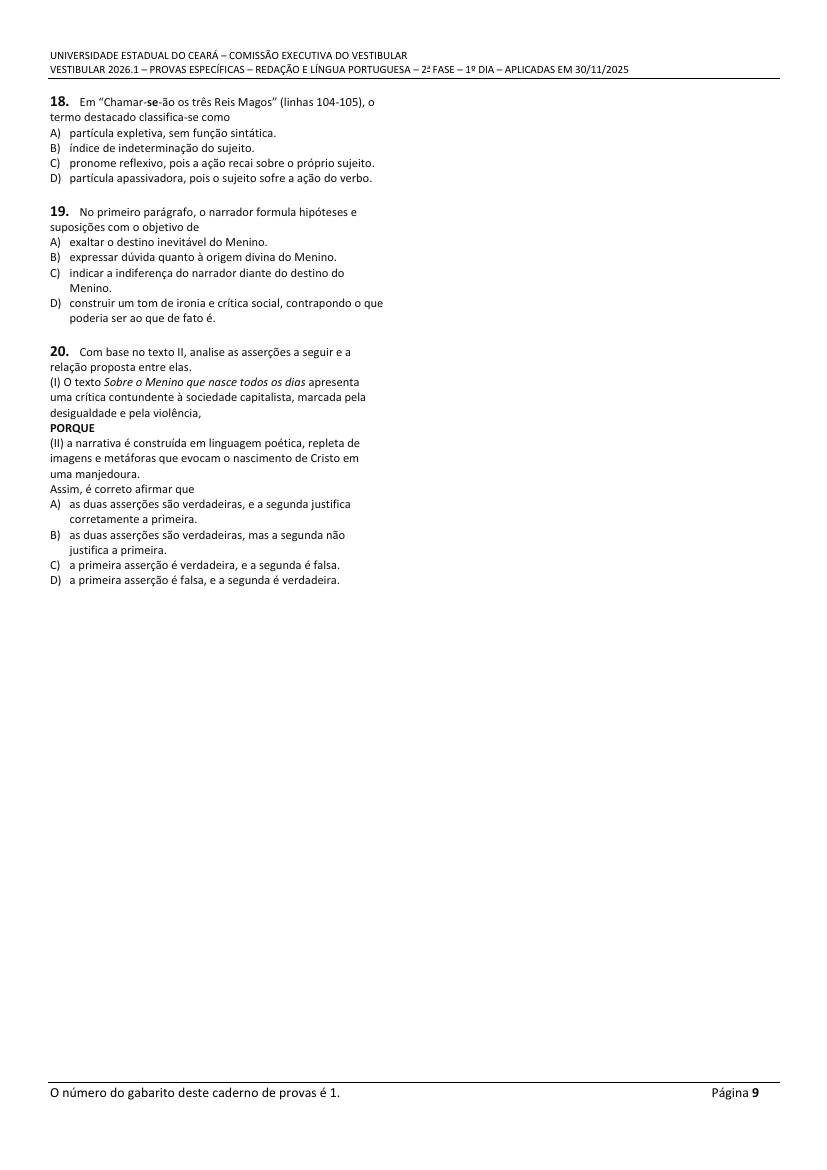 UNIVERSIDADE ESTADUAL DO CEARÁ – COMISSÃO EXECUTIVA DO VESTIBULAR
VESTIBULAR 2026.1 – PROVAS ESPECÍFICAS – REDAÇÃO E LÍNGUA PORTUGUESA – 2ª FASE – 1º DIA – APLICADAS EM 30/11/2025
18. Em “Chamar-se-ão os três Reis Magos” (linhas 104-105), o
termo destacado classifica-se como
A) partícula expletiva, sem função sintática.
B) índice de indeterminação do sujeito.
C) pronome reflexivo, pois a ação recai sobre o próprio sujeito.
D) partícula apassivadora, pois o sujeito sofre a ação do verbo.
19. No primeiro parágrafo, o narrador formula hipóteses e
suposições com o objetivo de
A) exaltar o destino inevitável do Menino.
B) expressar dúvida quanto à origem divina do Menino.
C) indicar a indiferença do narrador diante do destino do
Menino.
D) construir um tom de ironia e crítica social, contrapondo o que
poderia ser ao que de fato é.
20. Com base no texto II, analise as asserções a seguir e a
relação proposta entre elas.
(I) O texto Sobre o Menino que nasce todos os dias apresenta
uma crítica contundente à sociedade capitalista, marcada pela
desigualdade e pela violência,
PORQUE
(II) a narrativa é construída em linguagem poética, repleta de
imagens e metáforas que evocam o nascimento de Cristo em
uma manjedoura.
Assim, é correto afirmar que
A) as duas asserções são verdadeiras, e a segunda justifica
corretamente a primeira.
B) as duas asserções são verdadeiras, mas a segunda não
justifica a primeira.
C) a primeira asserção é verdadeira, e a segunda é falsa.
D) a primeira asserção é falsa, e a segunda é verdadeira.
O número do gabarito deste caderno de provas é 1.
Página 9